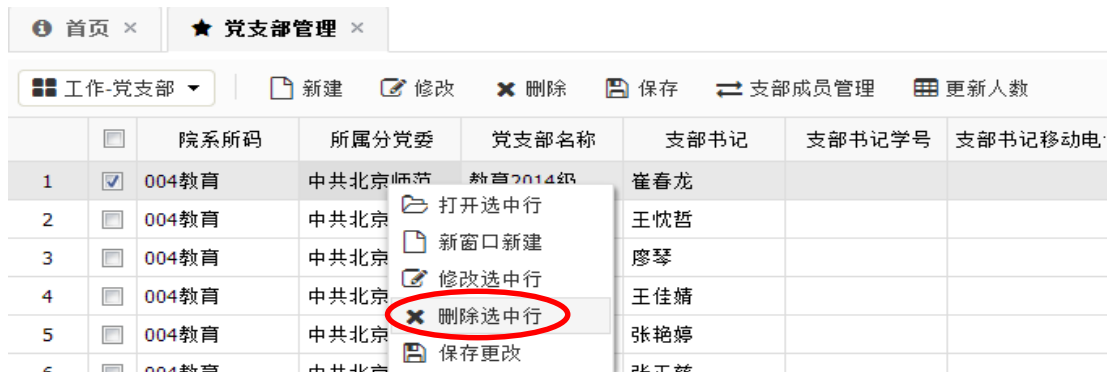 首页 × 党支部管理 ×
工作-党支部 新建 修改 删除 保存 支部成员管理 更新人数
院系所码 所属分党委 党支部名称 支部书记 支部书记学号 支部书记移动电
1 004教育 中共北京师范 教育2014级 崔春龙
打开选中行
2 004教育 中共北京 王忱哲
新窗口新建
3 004教育 中共北京 廖琴
修改选中行
4 004教育 中共北京 王佳婧
删除选中行
5 004教育 中共北京 张艳婷
保存更改